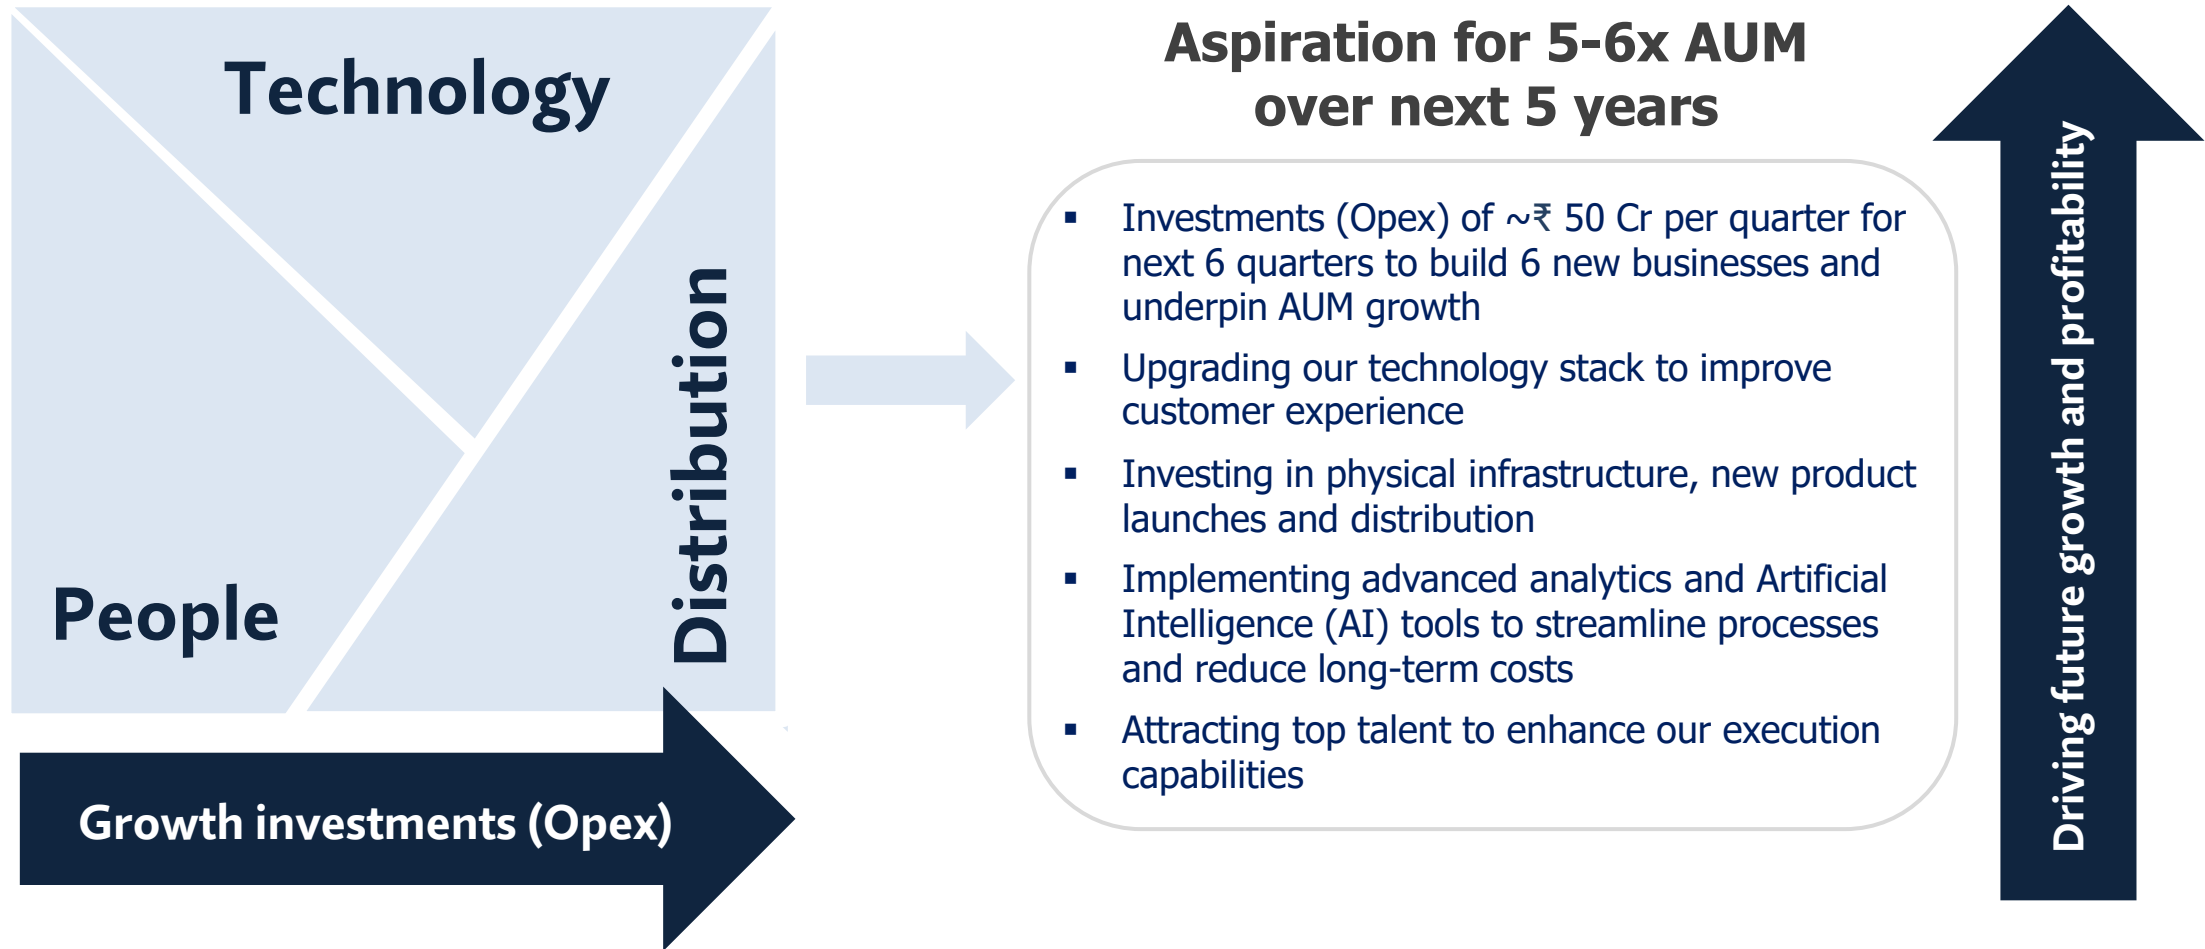 Technology
People
Distribution
Growth investments (Opex)
Aspiration for 5-6x AUM
over next 5 years
▪ Investments (Opex) of ~₹ 50 Cr per quarter for
next 6 quarters to build 6 new businesses and
underpin AUM growth
▪ Upgrading our technology stack to improve
customer experience
▪ Investing in physical infrastructure, new product
launches and distribution
▪ Implementing advanced analytics and Artificial
Intelligence (AI) tools to streamline processes
and reduce long-term costs
▪ Attracting top talent to enhance our execution
capabilities
Driving future growth and profitability